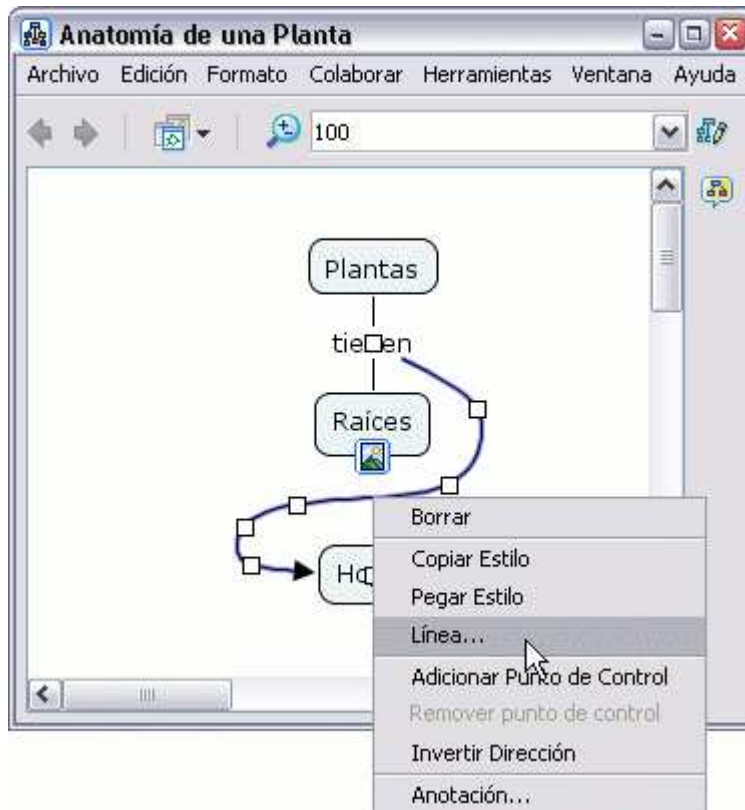 Anatomía de una Planta
Archivo Edición Formato Colaborar Herramientas Ventana Ayuda
100
Plantas
Raíces
Borrar
Copiar Estilo
Pegar Estilo
Línea...
Adicionar Punto de Control
Remover punto de control
Invertir Dirección
Anotación...